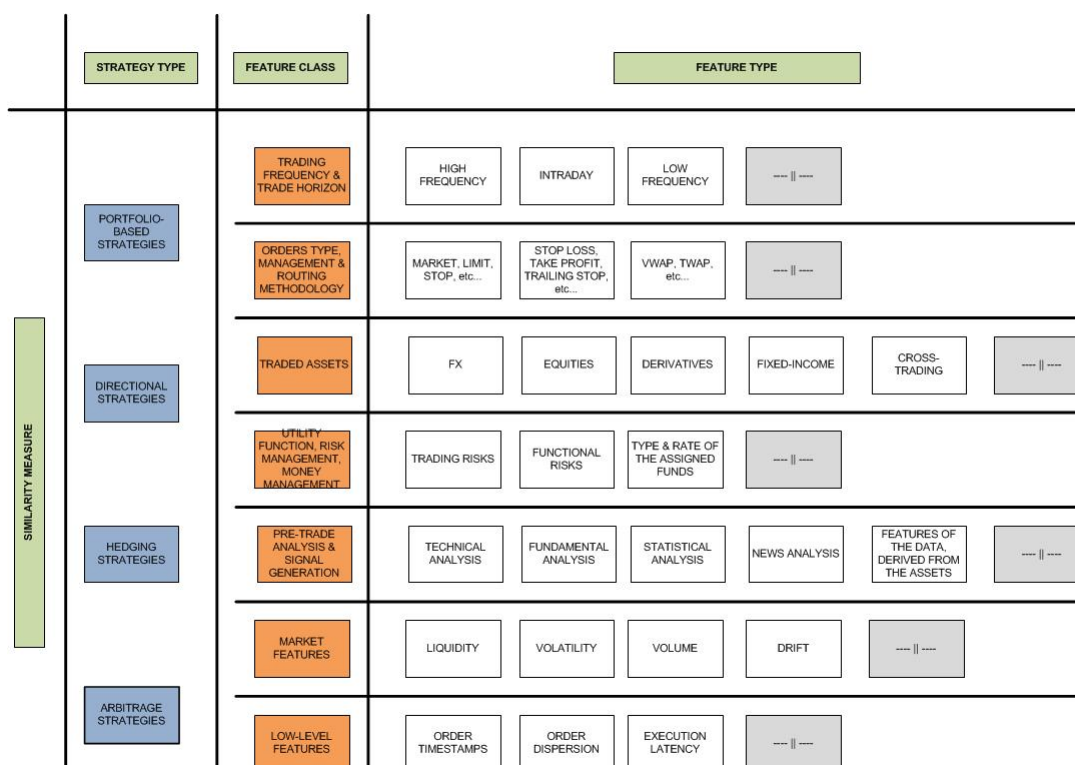 STRATEGY TYPE
FEATURE CLASS
FEATURE TYPE
SIMILARITY MEASURE
PORTFOLIO-
BASED
STRATEGIES
DIRECTIONAL
STRATEGIES
HEDGING
STRATEGIES
ARBITRAGE
STRATEGIES
TRADING
FREQUENCY &
TRADE HORIZON
HIGH
FREQUENCY
INTRADAY
LOW
FREQUENCY
---- || ----
ORDERS TYPE,
MANAGEMENT &
ROUTING
METHODOLOGY
MARKET, LIMIT,
STOP, etc...
STOP LOSS,
TAKE PROFIT,
TRAILING STOP,
etc...
VWAP, TWAP,
etc...
---- || ----
TRADED ASSETS
FX
EQUITIES
DERIVATIVES
FIXED-INCOME
CROSS-
TRADING
---- || ----
UTILITY
FUNCTION, RISK
MANAGEMENT,
MONEY
MANAGEMENT
TRADING RISKS
FUNCTIONAL
RISKS
TYPE & RATE OF
THE ASSIGNED
FUNDS
---- || ----
PRE-TRADE
ANALYSIS &
SIGNAL
GENERATION
TECHNICAL
ANALYSIS
FUNDAMENTAL
ANALYSIS
STATISTICAL
ANALYSIS
NEWS ANALYSIS
FEATURES OF
THE DATA,
DERIVED FROM
THE ASSETS
---- || ----
MARKET
FEATURES
LIQUIDITY
VOLATILITY
VOLUME
DRIFT
---- || ----
LOW-LEVEL
FEATURES
ORDER
TIMESTAMPS
ORDER
DISPERSION
EXECUTION
LATENCY
---- || ----